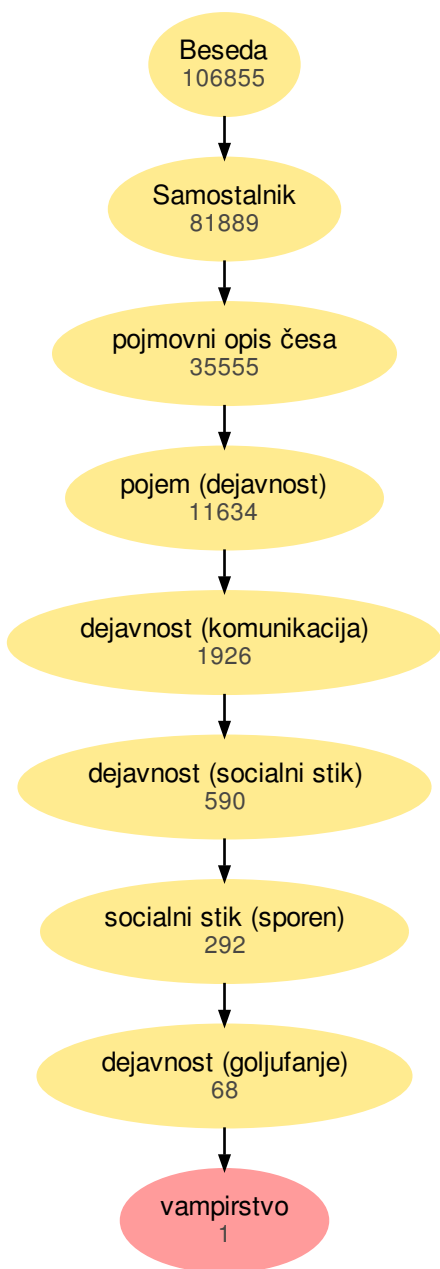 Beseda
106855
Samostalnik
81889
pojmovni opis česa
35555
pojem (dejavnost)
11634
dejavnost (komunikacija)
1926
dejavnost (socialni stik)
590
socialni stik (sporen)
292
dejavnost (goljufanje)
68
vampirstvo
1